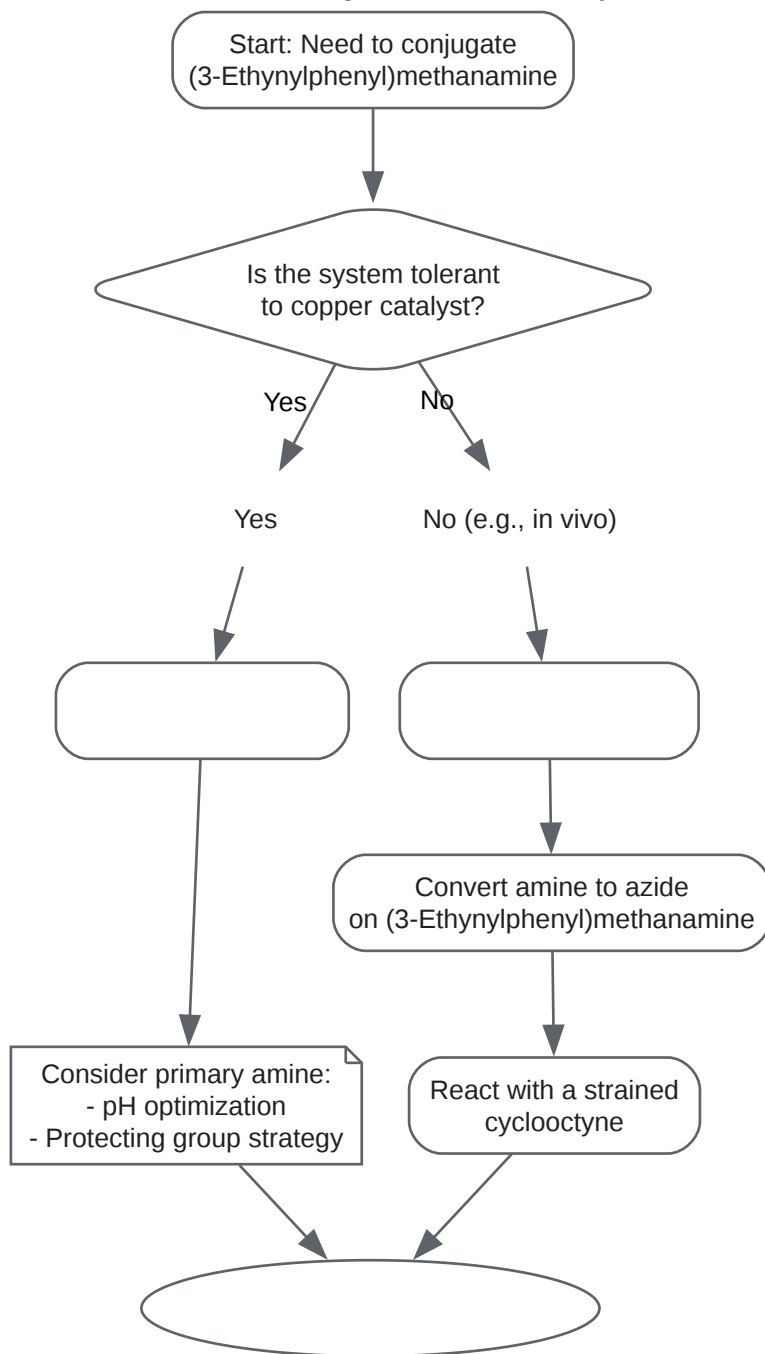 Start: Need to conjugate
(3-Ethynylphenyl)methanamine
Is the system tolerant
to copper catalyst?
Yes
No
Yes
No (e.g., in vivo)
Convert amine to azide
on (3-Ethynylphenyl)methanamine
Consider primary amine:
- pH optimization
- Protecting group strategy
React with a strained
cyclooctyne